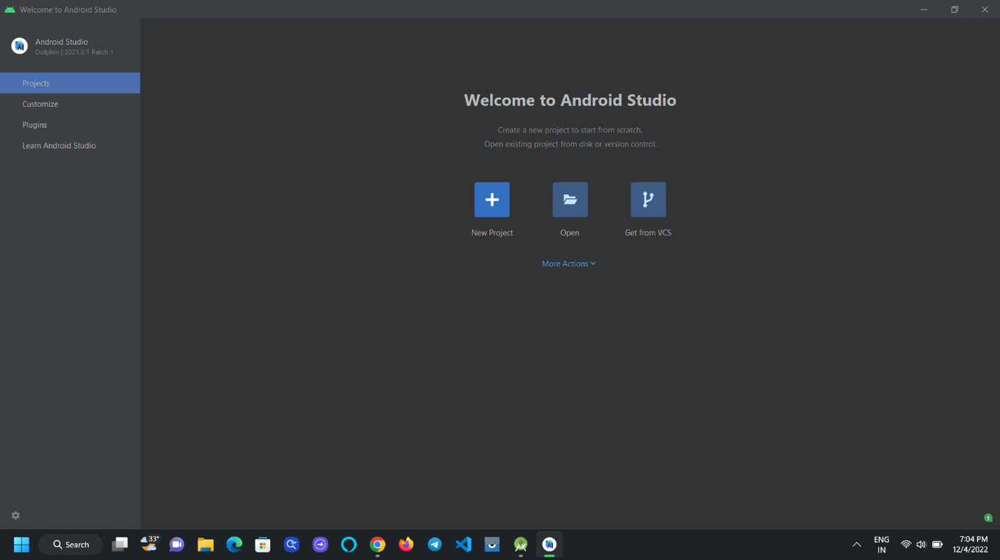 Welcome to Android Studio
Android Studio
Dolphin | 2021.3.1 Patch 1
Projects
Customize
Plugins
Learn Android Studio
Welcome to Android Studio
Create a new project to start from scratch.
Open existing project from disk or version control.
New Project
Open
Get from VCS
More Actions
1
Search
33°
ENG
IN
7:04 PM
12/4/2022